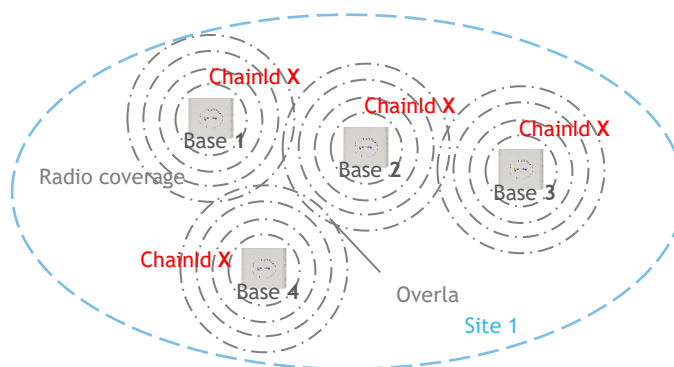 ChainId X
Base 1
ChainId X
Base 2
ChainId X
Base 3
Radio coverage
ChainId X
Base 4
Overla
Site 1